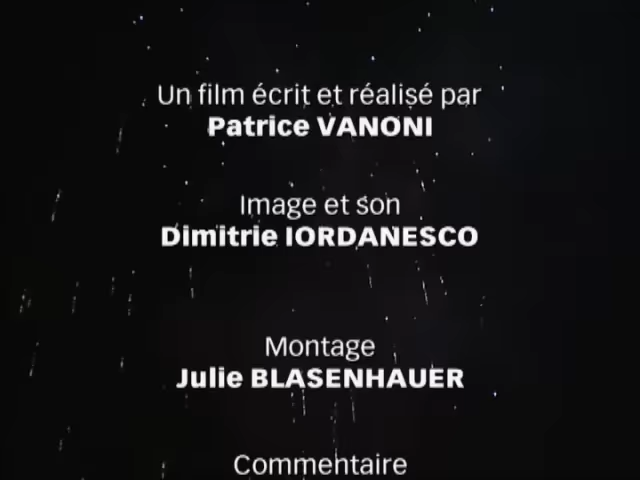 Un film écrit et réalisé par
Patrice VANONI
Image et son
Dimitrie IORDANESCO
Montage
Julie BLASENHAUER
Commentaire